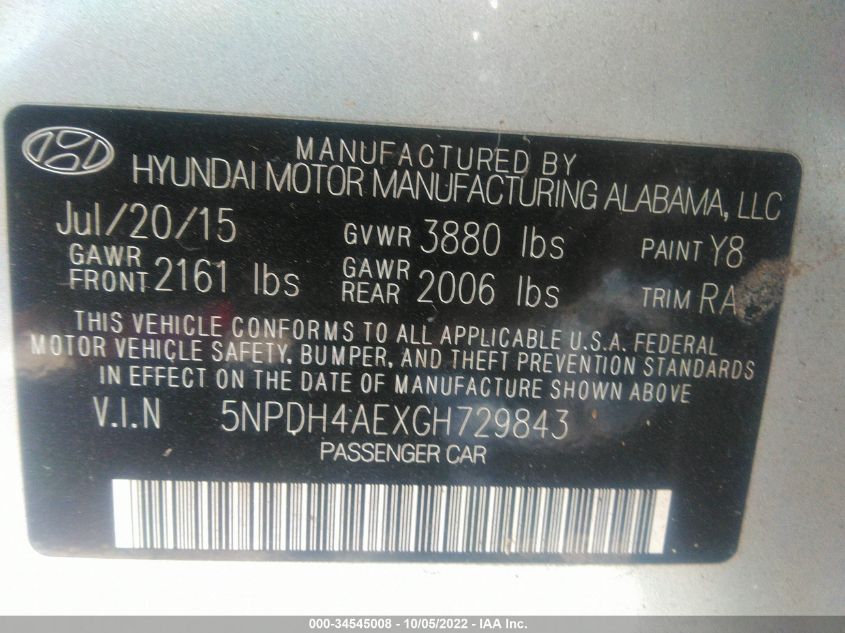 MANUFACTURED BY
HYUNDAI MOTOR MANUFACTURING ALABAMA, LLC
Jul/20/15 GVWR 3880 lbs PAINT Y8
GAWR FRONT 2161 lbs GAWR REAR 2006 lbs TRIM RA
THIS VEHICLE CONFORMS TO ALL APPLICABLE U.S.A. FEDERAL
MOTOR VEHICLE SAFETY, BUMPER, AND THEFT PREVENTION STANDARDS
IN EFFECT ON THE DATE OF MANUFACTURE SHOWN ABOVE
V.I.N 5NPDH4AEXGH729843
PASSENGER CAR
000-34545008 - 10/05/2022 - IAA Inc.